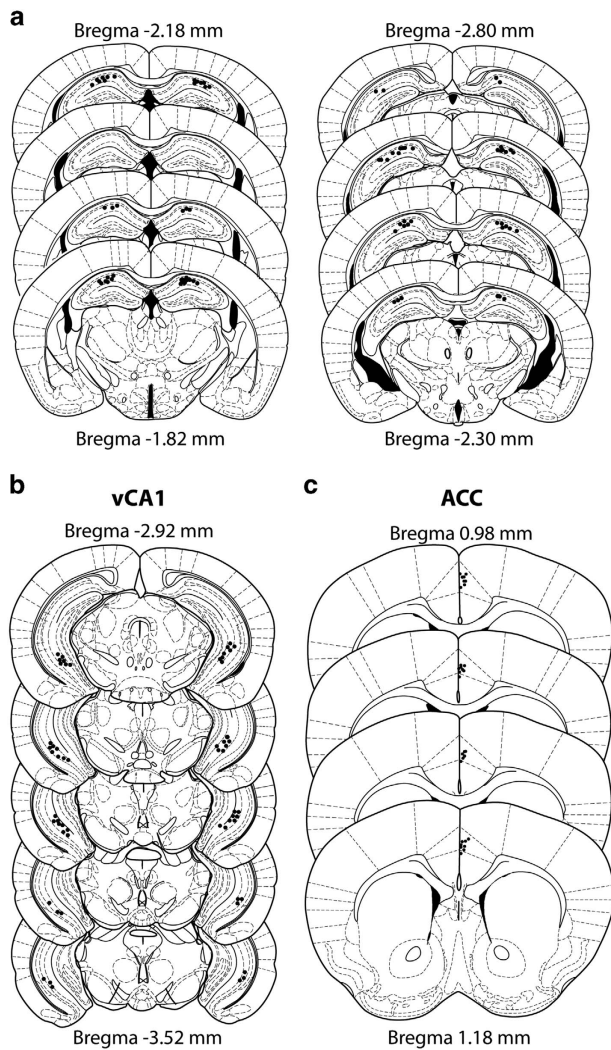 a
Bregma -2.18 mm
Bregma -2.80 mm
Bregma -1.82 mm
Bregma -2.30 mm
b
vCA1
c
ACC
Bregma -2.92 mm
Bregma 0.98 mm
Bregma -3.52 mm
Bregma 1.18 mm